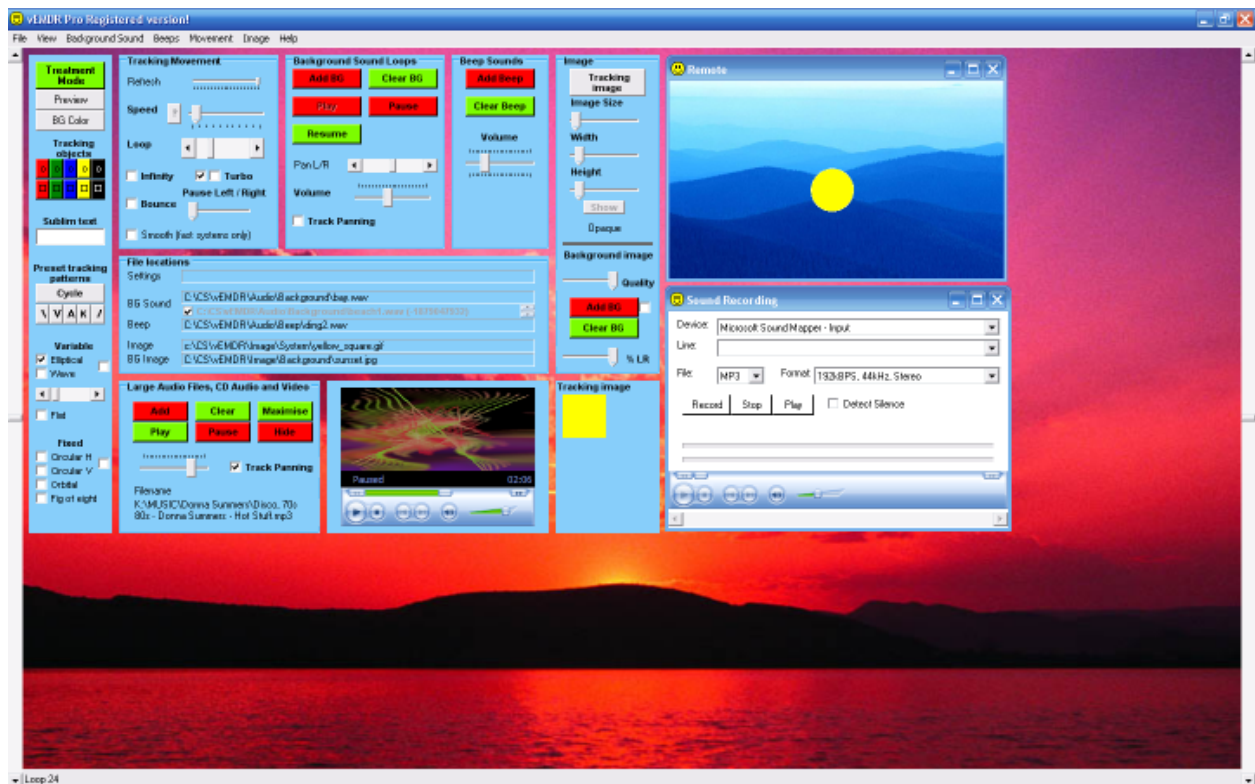 vEMDR Pro Registered version!
File View Background Sound Beeps Movement Image Help
Treatment Mode
Preview
BG Color
Tracking objects
Sublim text
Preset tracking patterns
Cycle
\ V A K /
Variable
Elliptical
Wave
Flat
Fixed
Circular H
Circular V
Orbital
Fig of eight
Tracking Movement
Refresh
Speed ?
Loop
Infinity Turbo
Pause Left / Right
Bounce
Smooth (fast systems only)
Background Sound Loops
Add BG Clear BG
Play Pause
Resume
Pan L/R
Volume
Track Panning
Beep Sounds
Add Beep
Clear Beep
Volume
Image
Tracking image
Image Size
Width
Height
Show
Opaque
Background image
Quality
Add BG
Clear BG
% LR
File locations
Settings
BG Sound C:\CS\vEMDR\Audio\Background\bap.wav
C:\CS\vEMDR\Audio\Background\beach1.wav (-1879047932)
Beep C:\CS\vEMDR\Audio\Beep\ding2.wav
Image c:\CS\vEMDR\Image\System\yellow_square.gif
BG Image C:\CS\vEMDR\Image\Background\sunset.jpg
Large Audio Files, CD Audio and Video
Add Clear Maximise
Play Pause Hide
Track Panning
Filename
K:\MUSIC\Donna Summers\Disco, 70s
80s - Donna Summers - Hot Stuff.mp3
Paused 02:06
Tracking image
Remote
Sound Recording
Device: Microsoft Sound Mapper - Input
Line:
File: MP3 Format 192kBPS, 44kHz, Stereo
Record Stop Play Detect Silence
Loop 24